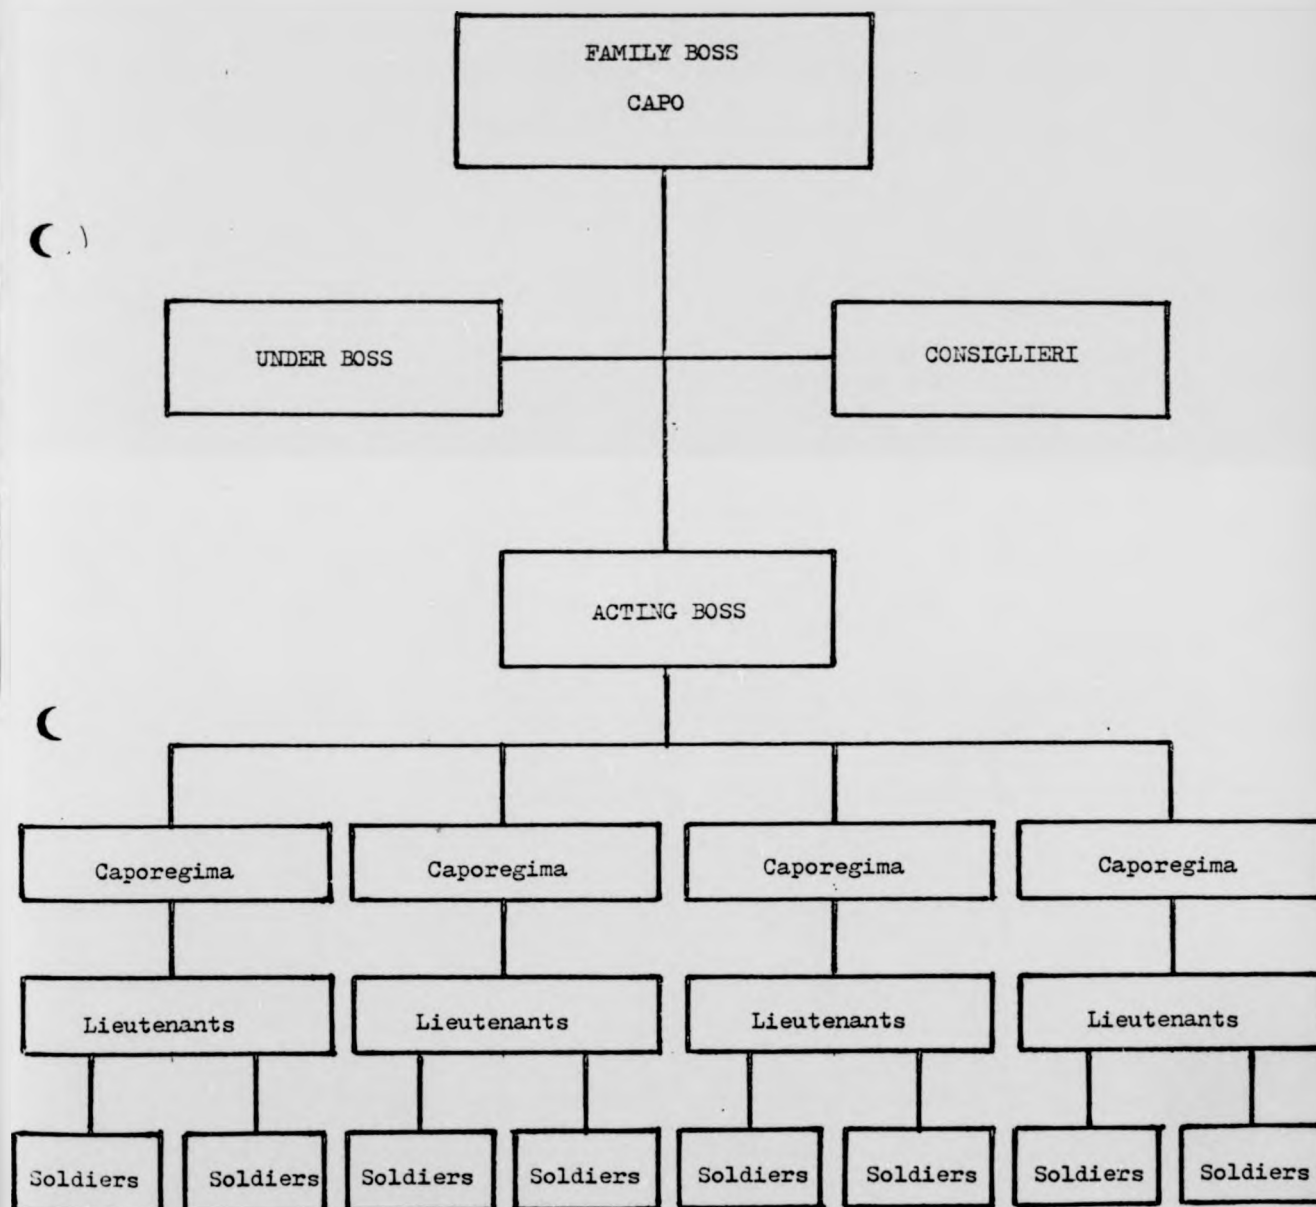 FAMILY BOSS
CAPO
UNDER BOSS
CONSIGLIERI
ACTING BOSS
Caporegima
Caporegima
Caporegima
Caporegima
Lieutenants
Lieutenants
Lieutenants
Lieutenants
Soldiers
Soldiers
Soldiers
Soldiers
Soldiers
Soldiers
Soldiers
Soldiers